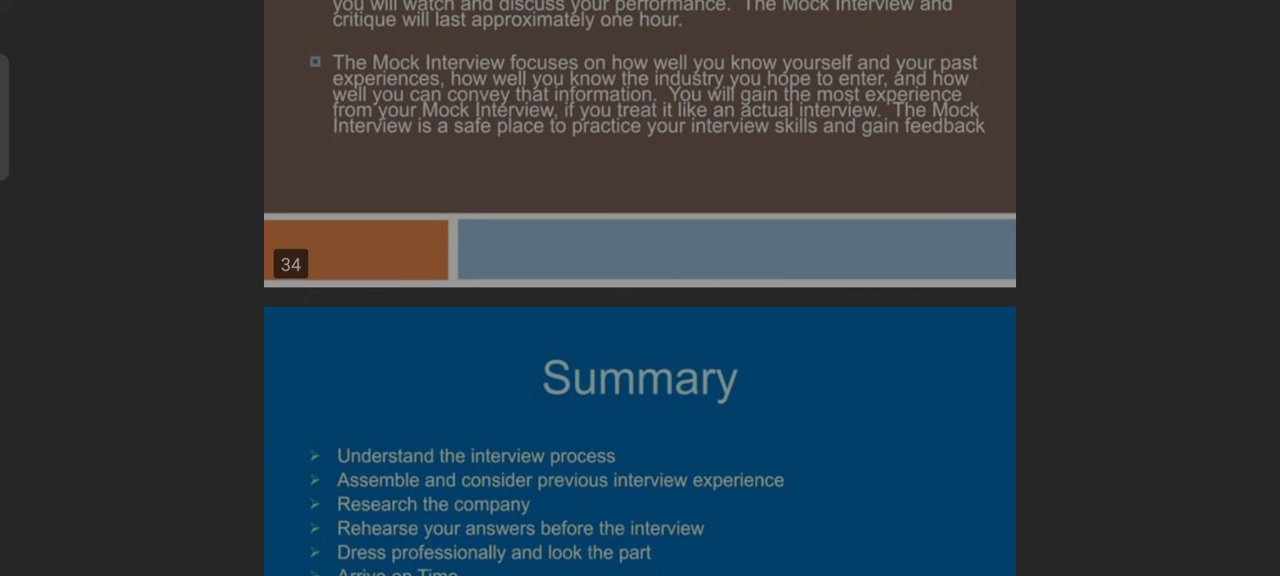 you will watch and discuss your performance.  The Mock Interview and
critique will last approximately one hour.
The Mock Interview focuses on how well you know yourself and your past
experiences, how well you know the industry you hope to enter, and how
well you can convey that information.  You will gain the most experience
from your Mock Interview, if you treat it like an actual interview.  The Mock
Interview is a safe place to practice your interview skills and gain feedback
34
Summary
Understand the interview process
Assemble and consider previous interview experience
Research the company
Rehearse your answers before the interview
Dress professionally and look the part
Arrive on Time